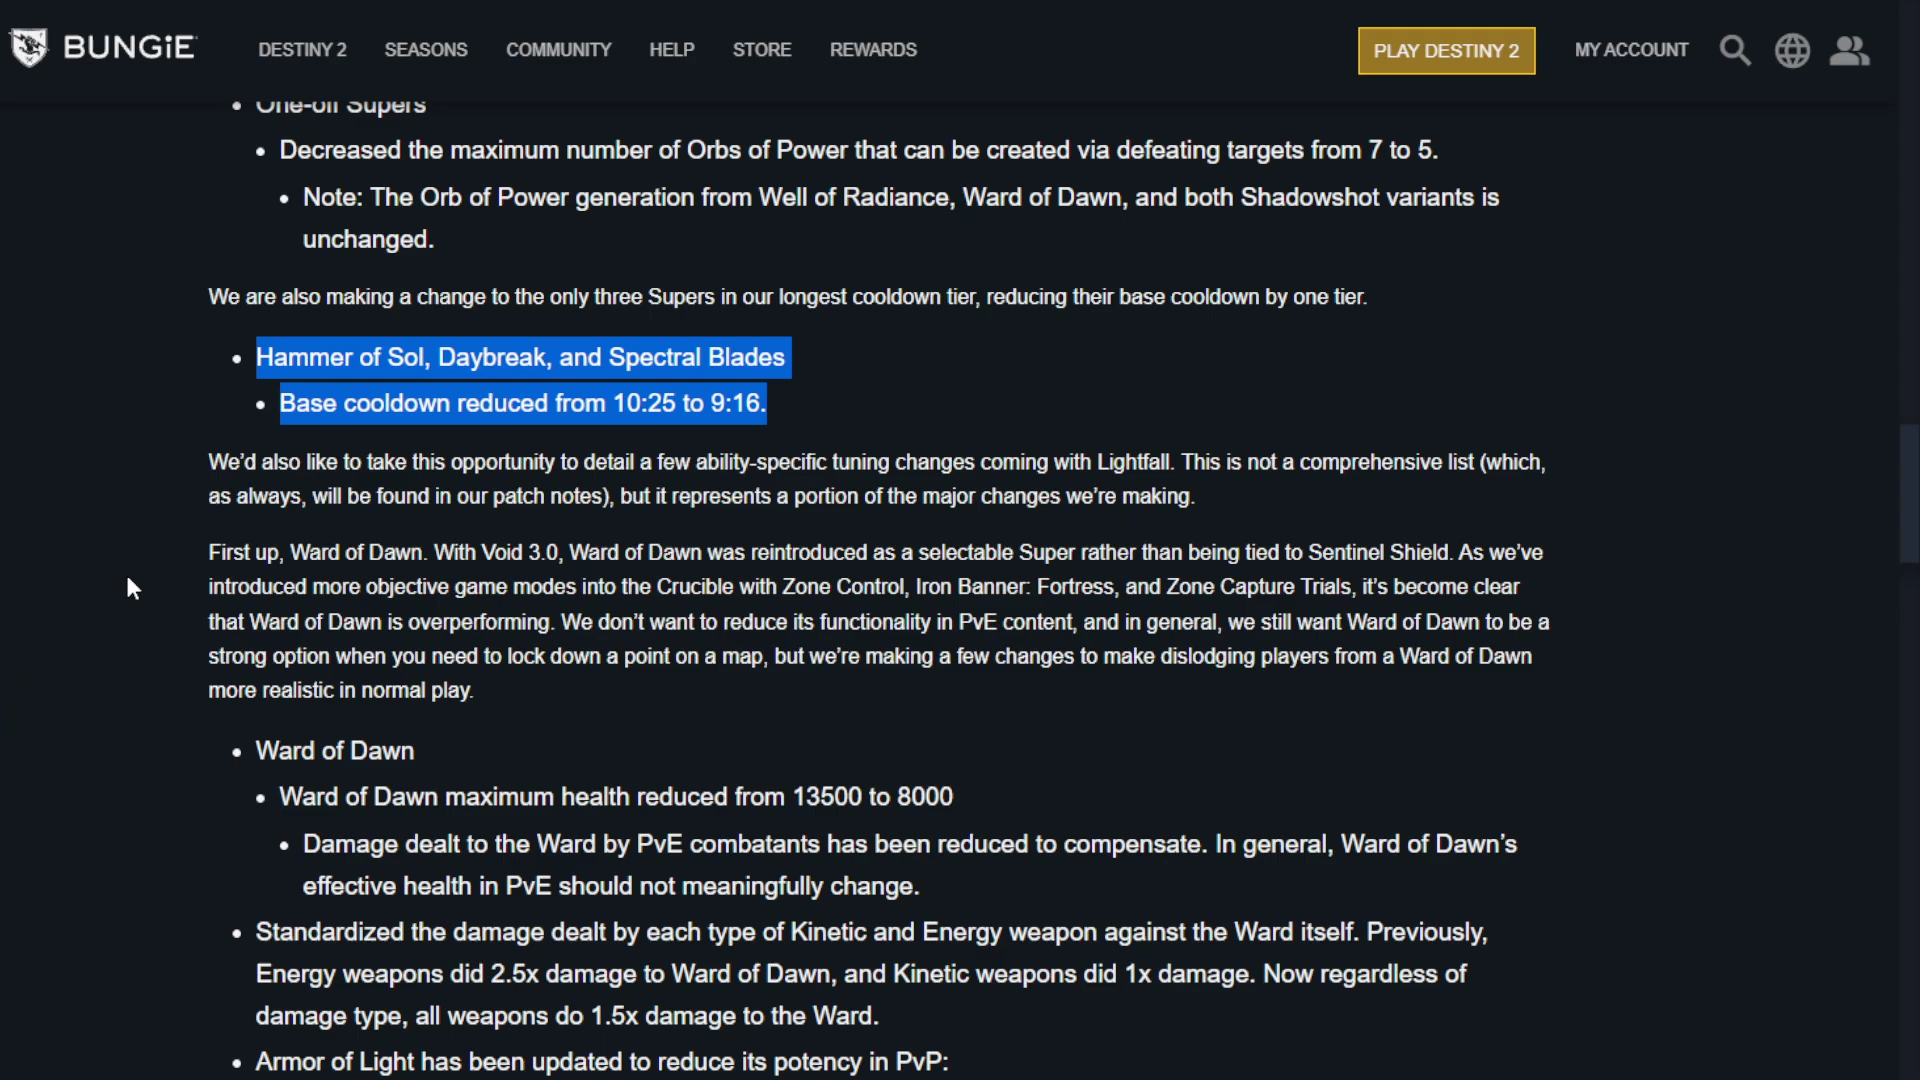 BUNGiE
DESTINY 2 SEASONS COMMUNITY HELP STORE REWARDS PLAY DESTINY 2 MY ACCOUNT
• One-off Supers
• Decreased the maximum number of Orbs of Power that can be created via defeating targets from 7 to 5.
• Note: The Orb of Power generation from Well of Radiance, Ward of Dawn, and both Shadowshot variants is
unchanged.
We are also making a change to the only three Supers in our longest cooldown tier, reducing their base cooldown by one tier.
• Hammer of Sol, Daybreak, and Spectral Blades
• Base cooldown reduced from 10:25 to 9:16.
We’d also like to take this opportunity to detail a few ability-specific tuning changes coming with Lightfall. This is not a comprehensive list (which,
as always, will be found in our patch notes), but it represents a portion of the major changes we’re making.
First up, Ward of Dawn. With Void 3.0, Ward of Dawn was reintroduced as a selectable Super rather than being tied to Sentinel Shield. As we’ve
introduced more objective game modes into the Crucible with Zone Control, Iron Banner: Fortress, and Zone Capture Trials, it’s become clear
that Ward of Dawn is overperforming. We don’t want to reduce its functionality in PvE content, and in general, we still want Ward of Dawn to be a
strong option when you need to lock down a point on a map, but we’re making a few changes to make dislodging players from a Ward of Dawn
more realistic in normal play.
• Ward of Dawn
• Ward of Dawn maximum health reduced from 13500 to 8000
• Damage dealt to the Ward by PvE combatants has been reduced to compensate. In general, Ward of Dawn’s
effective health in PvE should not meaningfully change.
• Standardized the damage dealt by each type of Kinetic and Energy weapon against the Ward itself. Previously,
Energy weapons did 2.5x damage to Ward of Dawn, and Kinetic weapons did 1x damage. Now regardless of
damage type, all weapons do 1.5x damage to the Ward.
• Armor of Light has been updated to reduce its potency in PvP: